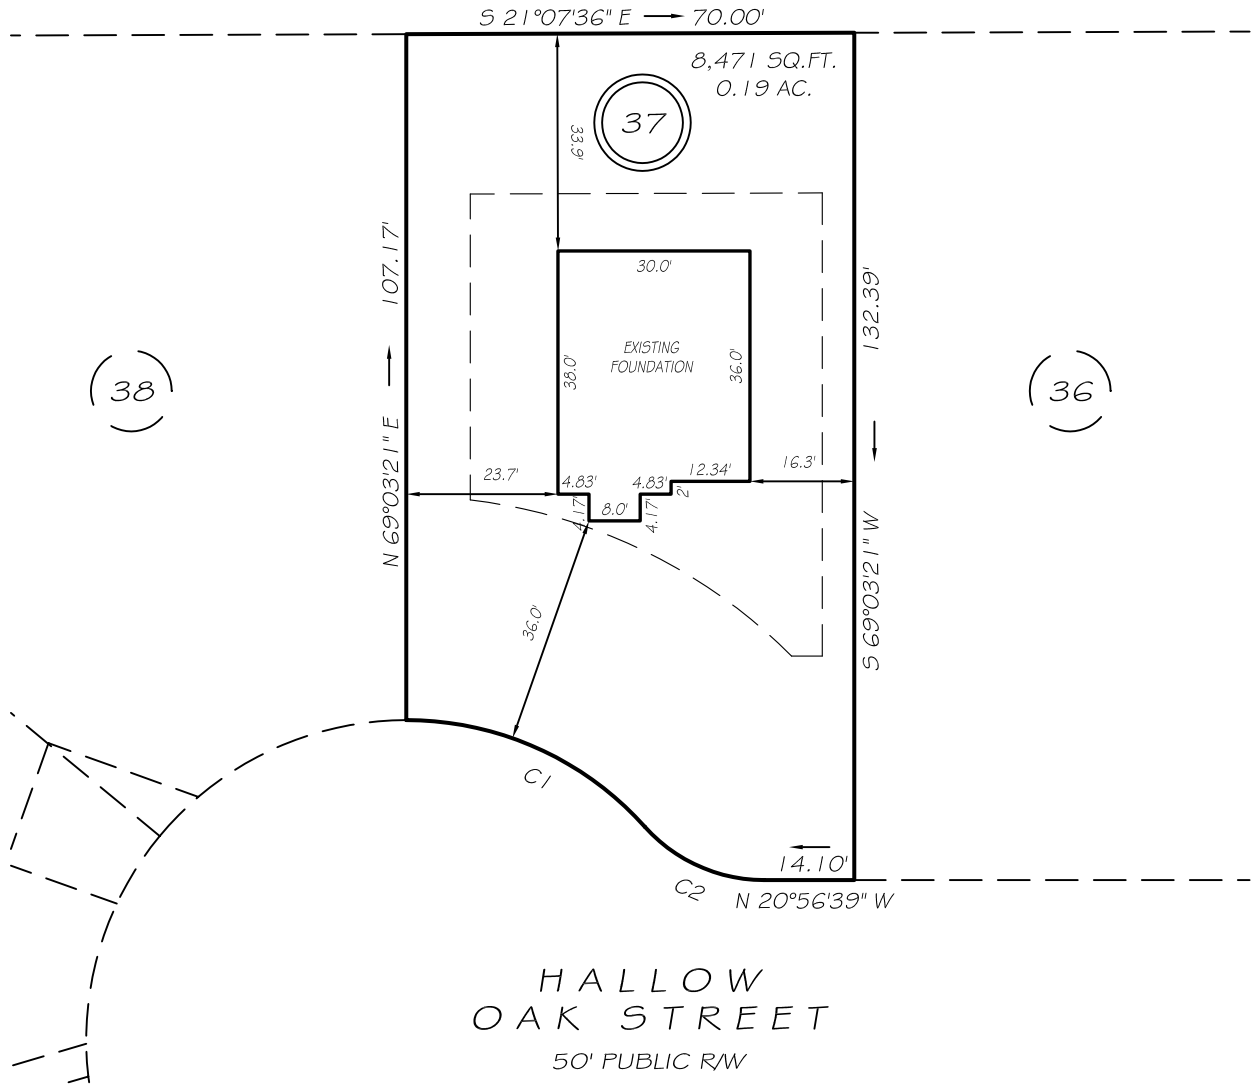 S 21°07'36" E 70.00'
8,471 SQ.FT.
0.19 AC.
37
33.9'
107.17'
N 69°03'21" E
132.39'
S 69°03'21" W
30.0'
EXISTING
FOUNDATION
38.0'
36.0'
38
36
23.7'
4.83'
4.83'
12.34'
16.3'
2'
4.17'
8.0'
4.17'
36.0'
C1
C2
14.10'
N 20°56'39" W
HALLOW
OAK STREET
50' PUBLIC R/W